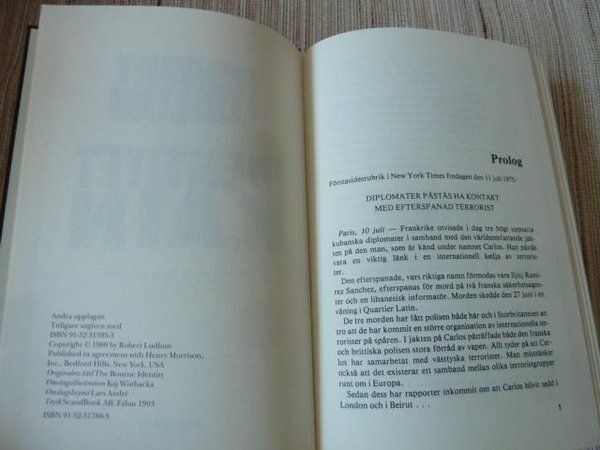 Andra upplagan
Tidigare utgiven med
ISBN 91-32-31595-3
Copyright © 1980 by Robert Ludlum
Published in agreement with Henry Morrison,
Inc., Bedford Hills, New York, USA
Originalets titel The Bourne Identity
Omslagsillustration Kaj Wistbacka
Omslagslayout Lars André
Tryck ScandBook AB, Falun 1993
ISBN 91-32-31788-3
Prolog
Förstasidesrubrik i New York Times fredagen den 11 juli 1975:
DIPLOMATER PÅSTÅS HA KONTAKT
MED EFTERSPANAD TERRORIST
Paris, 10 juli — Frankrike utvisade i dag tre högt uppsatta
kubanska diplomater i samband med den världsomfattande jak-
ten på den man, som är känd under namnet Carlos. Han påstås
vara en viktig länk i en internationell kedja av terroris-
ter.
Den efterspanade, vars riktiga namn förmodas vara Iljitj Rami-
rez Sanchez, efterspanas för mord på två franska säkerhetsagen-
ter och en libanesisk informatör. Morden skedde den 27 juni i en
våning i Quartier Latin.
De tre morden har fått polisen både här och i Storbritannien att
tro att de har kommit en större organisation av internationella ter-
rorister på spåren. I jakten på Carlos påträffade både den franska
och brittiska polisen stora förråd av vapen. Allt tyder på att Car-
los har samarbetat med västtyska terrorister. Man misstänker
också att det existerar ett samband mellan olika terroristgrupper
runt om i Europa.
Sedan dess har rapporter inkommit om att Carlos blivit sedd i
London och i Beirut . . .
5